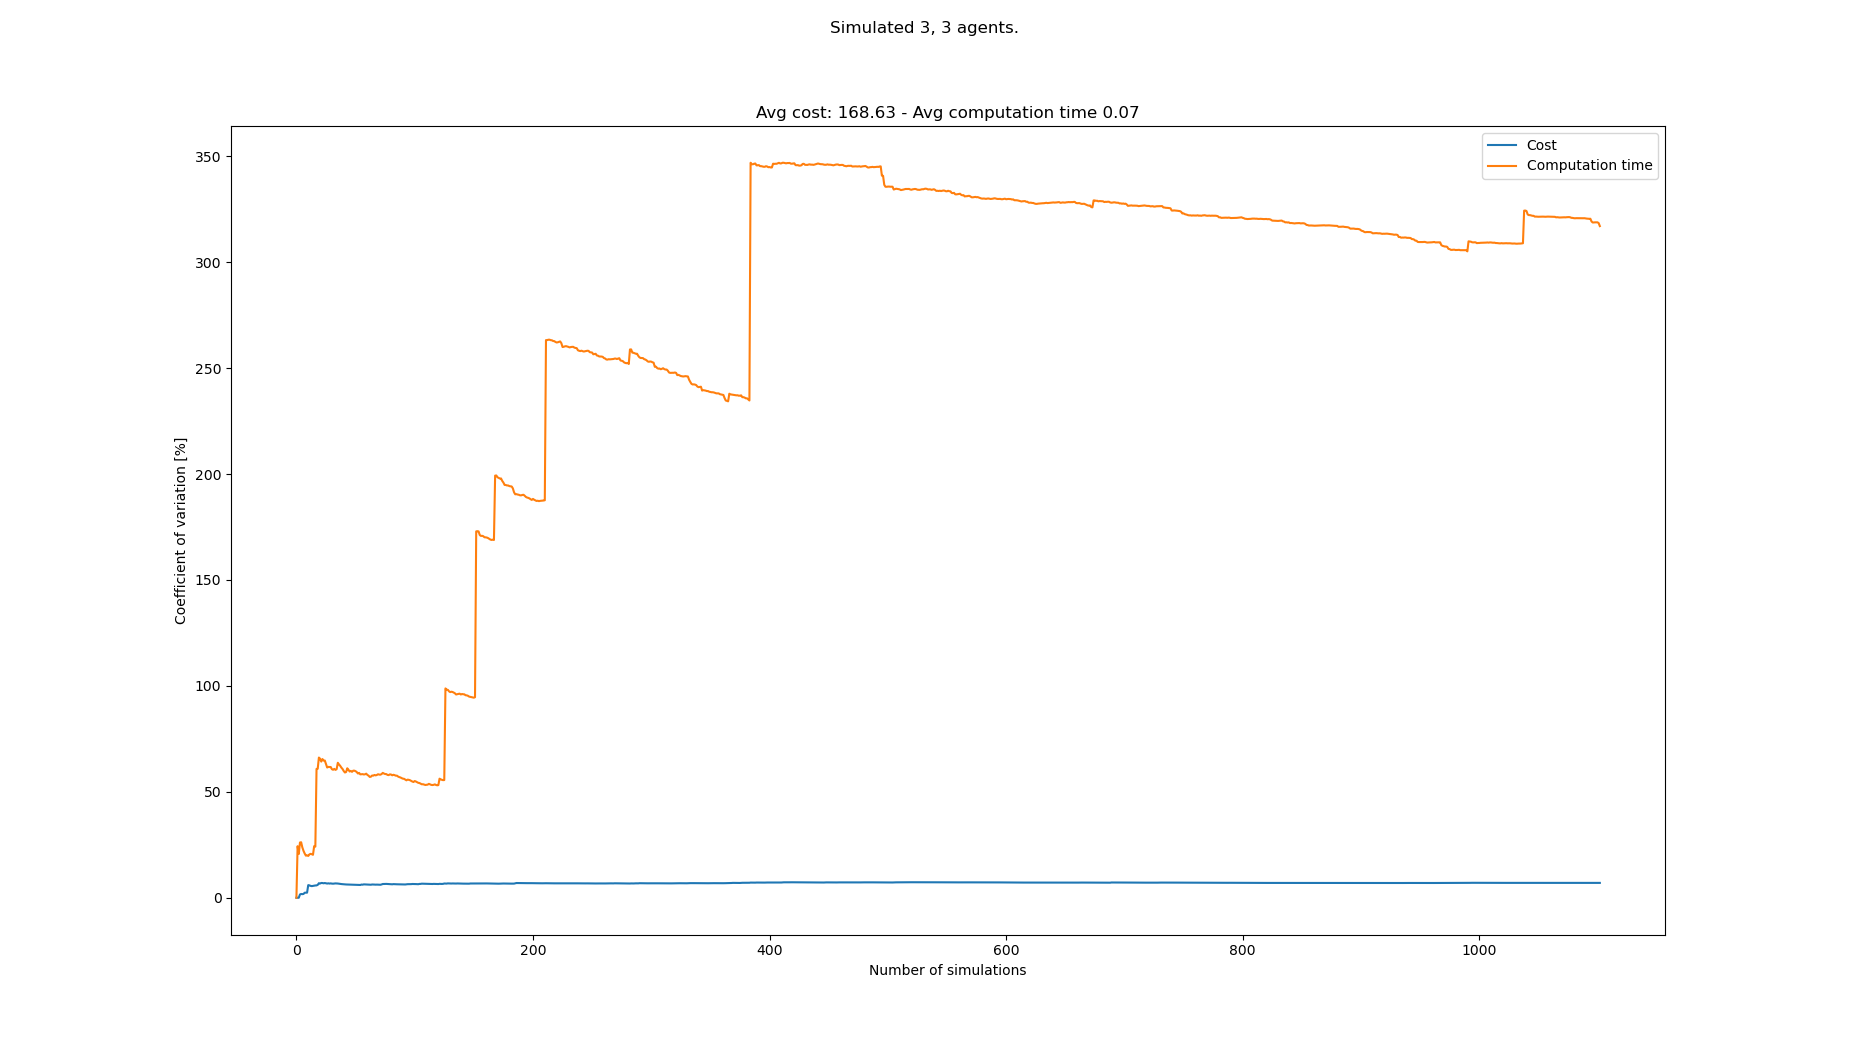 Simulated 3, 3 agents.
Avg cost: 168.63 - Avg computation time 0.07
Cost
Computation time
350
300
250
200
150
100
50
0
Coefficient of variation [%]
0 200 400 600 800 1000
Number of simulations